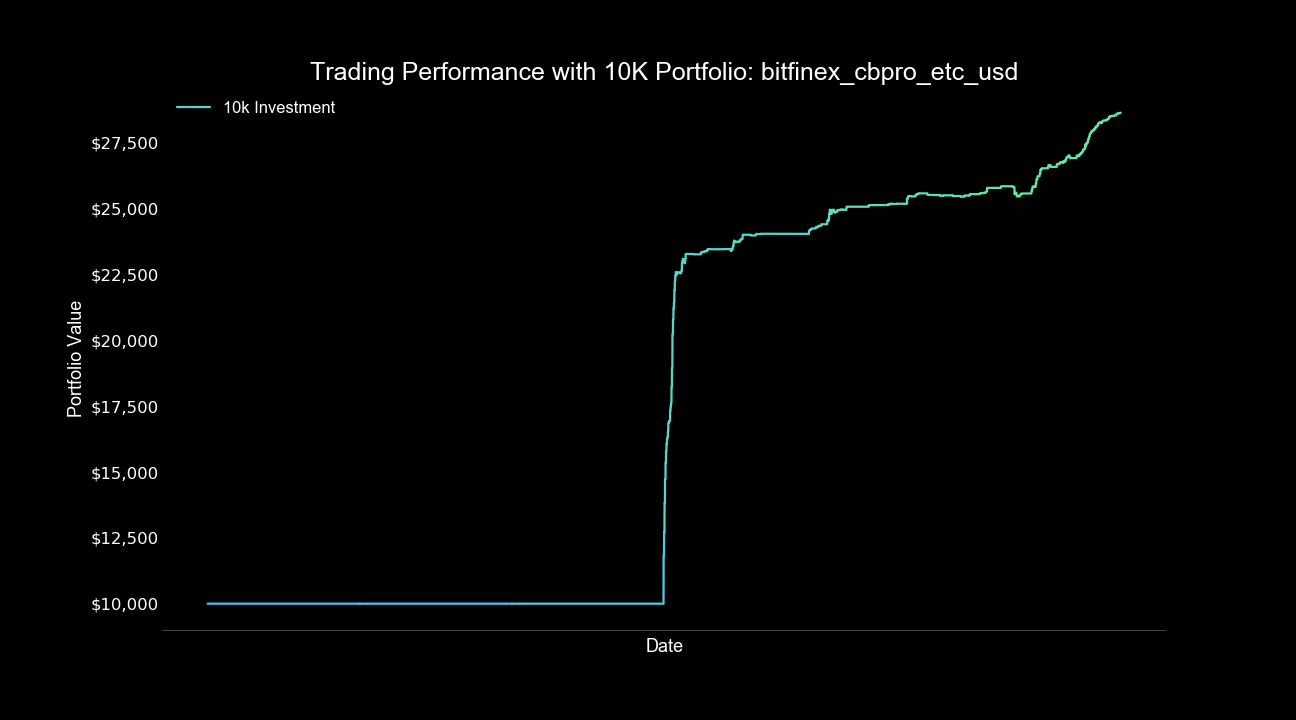 Trading Performance with 10K Portfolio: bitfinex_cbpro_etc_usd
10k Investment
$27,500
$25,000
$22,500
$20,000
$17,500
$15,000
$12,500
$10,000
Portfolio Value
Date